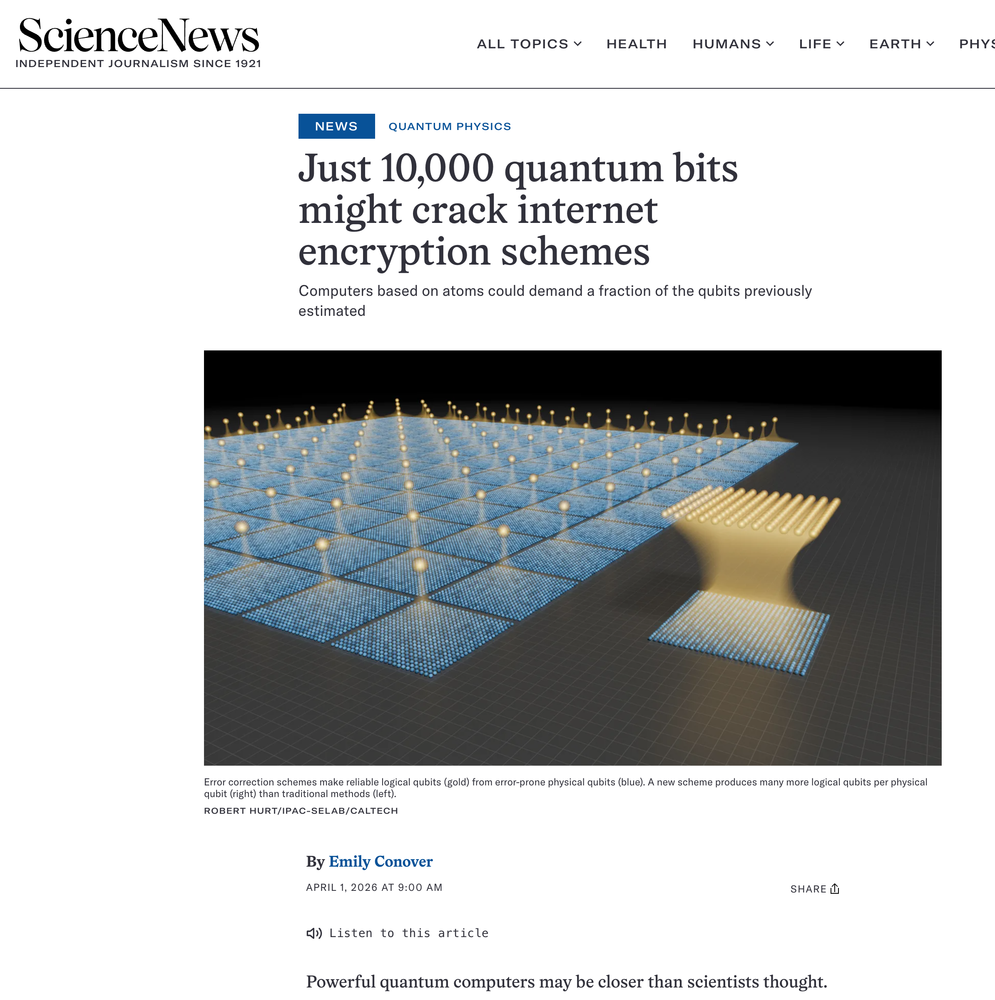 ScienceNews
INDEPENDENT JOURNALISM SINCE 1921
ALL TOPICS HEALTH HUMANS LIFE EARTH
NEWS QUANTUM PHYSICS
Just 10,000 quantum bits
might crack internet
encryption schemes
Computers based on atoms could demand a fraction of the qubits previously
estimated
Error correction schemes make reliable logical qubits (gold) from error-prone physical qubits (blue). A new scheme produces many more logical qubits per physical
qubit (right) than traditional methods (left).
ROBERT HURT/IPAC-SELAB/CALTECH
By Emily Conover
APRIL 1, 2026 AT 9:00 AM
SHARE
Listen to this article
Powerful quantum computers may be closer than scientists thought.